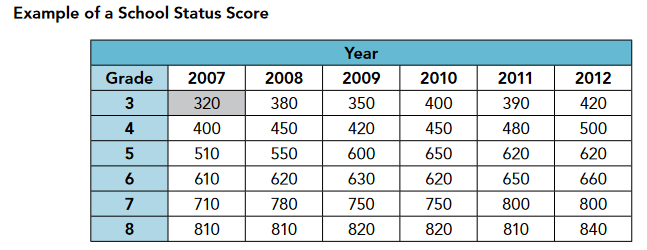 Example of a School Status Score
Year
Grade 2007 2008 2009 2010 2011 2012
3 320 380 350 400 390 420
4 400 450 420 450 480 500
5 510 550 600 650 620 620
6 610 620 630 620 650 660
7 710 780 750 750 800 800
8 810 810 820 820 810 840